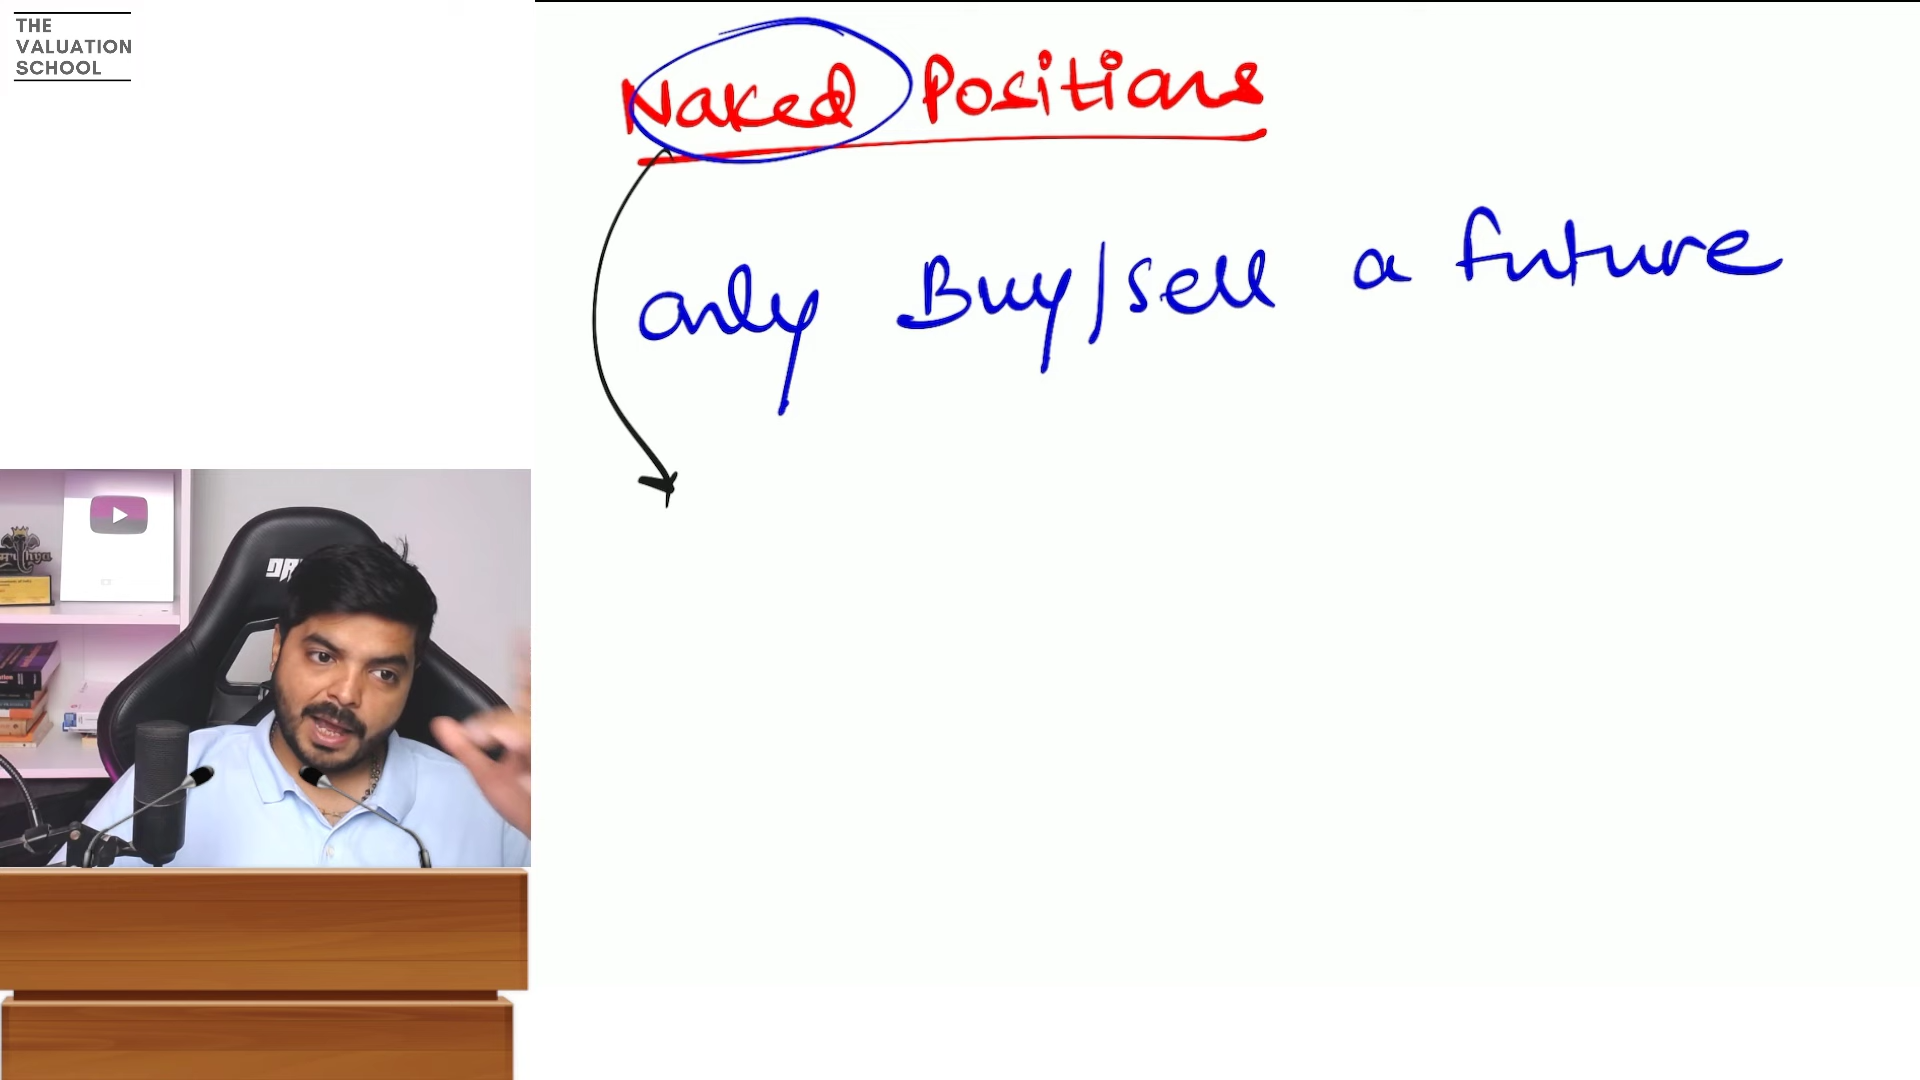 THE
VALUATION
SCHOOL
Naked Positions
only Buy/sell a future